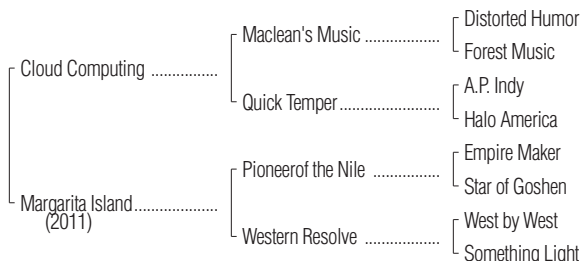 Distorted Humor
Maclean's Music ..................
Forest Music
Cloud Computing ................
A.P. Indy
Quick Temper........................
Halo America
Empire Maker
Pioneerof the Nile ................
Star of Goshen
Margarita Island....................
(2011)
West by West
Western Resolve ..................
Something Light